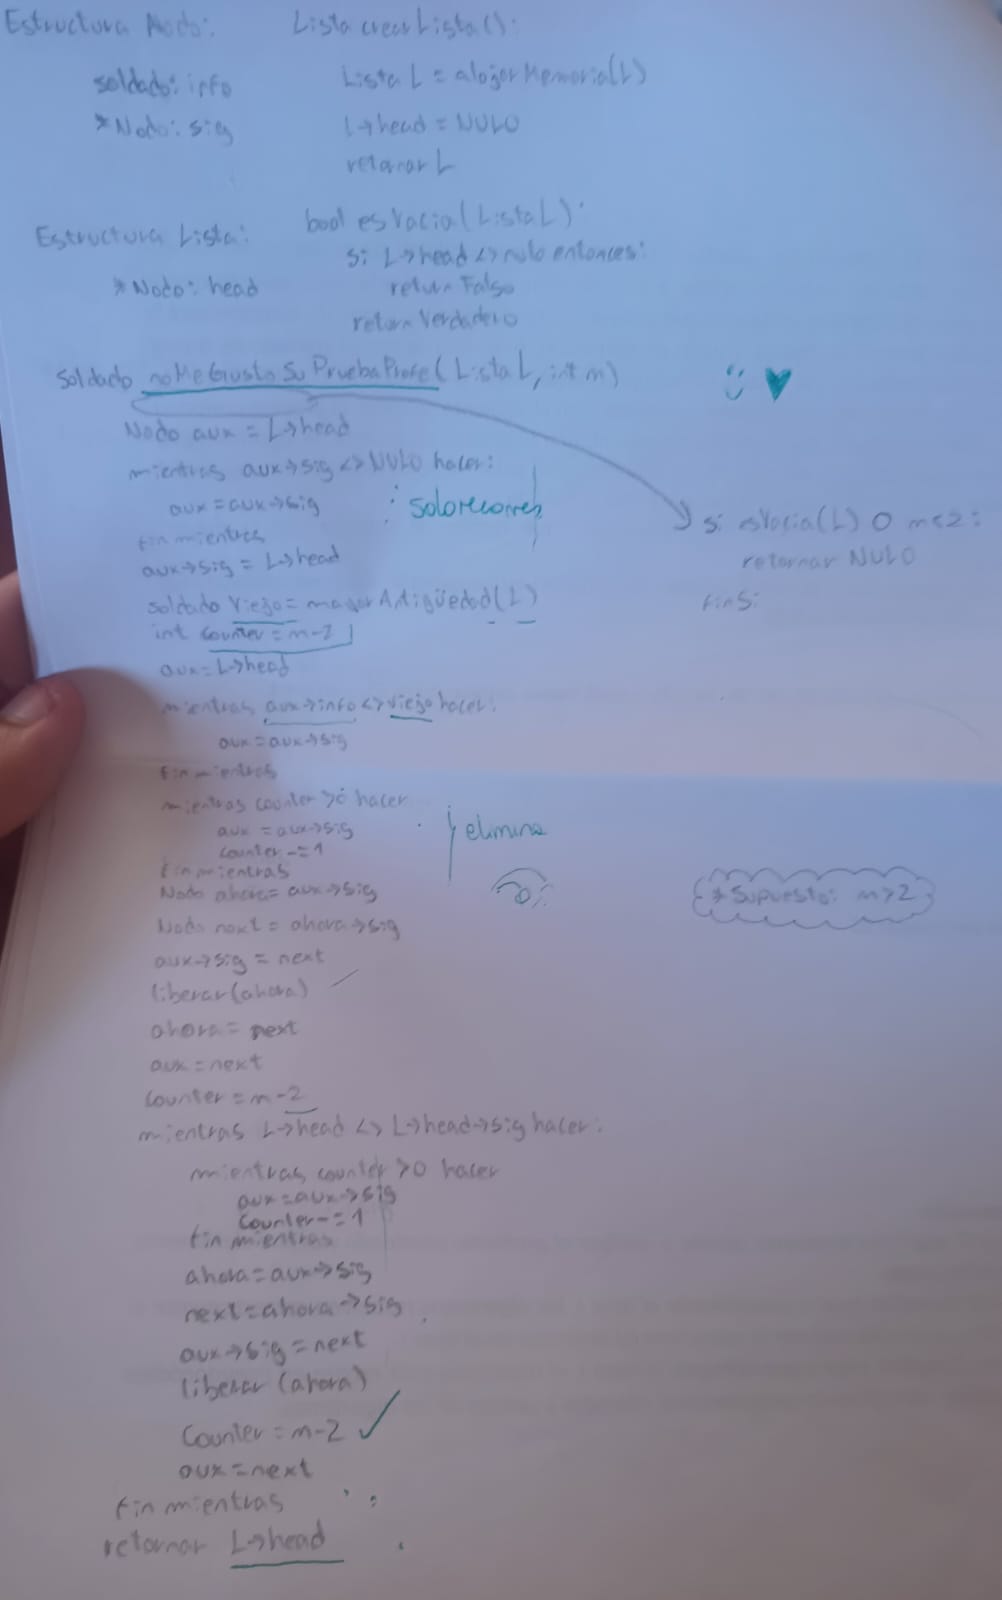 Estructura Nodo:
soldado: info
*Nodo: sig
Lista crearLista():
Lista L = alojarMemoria(L)
L→head = NULO
retornar L
Estructura Lista:
*Nodo: head
bool esVacia(Lista L):
si L→head <> nulo entonces:
return Falso
return Verdadero
Soldado noMeGustoSuPruebaProfe(Lista L, int m)
si esVacia(L) O m<2:
retornar NULO
finSi
Nodo aux = L→head
mientras aux→sig <> NULO hacer:
aux = aux→sig
fin mientras
solo recorren
aux→sig = L→head
soldado viejo = mayorAntigüedad(L)
int counter = m-2
aux = L→head
mientras aux→info <> viejo hacer:
aux = aux→sig
fin mientras
mientras counter >0 hacer
aux = aux→sig
counter -= 1
fin mientras
elimina
Nodo ahora = aux→sig
*Supuesto: m>2
Nodo next = ahora→sig
aux→sig = next
liberar(ahora)
ahora = next
aux = next
counter = m-2
mientras L→head <> L→head→sig hacer:
mientras counter >0 hacer
aux = aux→sig
counter -= 1
fin mientras
ahora = aux→sig
next = ahora→sig
aux→sig = next
liberar (ahora)
Counter = m-2
aux = next
fin mientras
retornar L→head